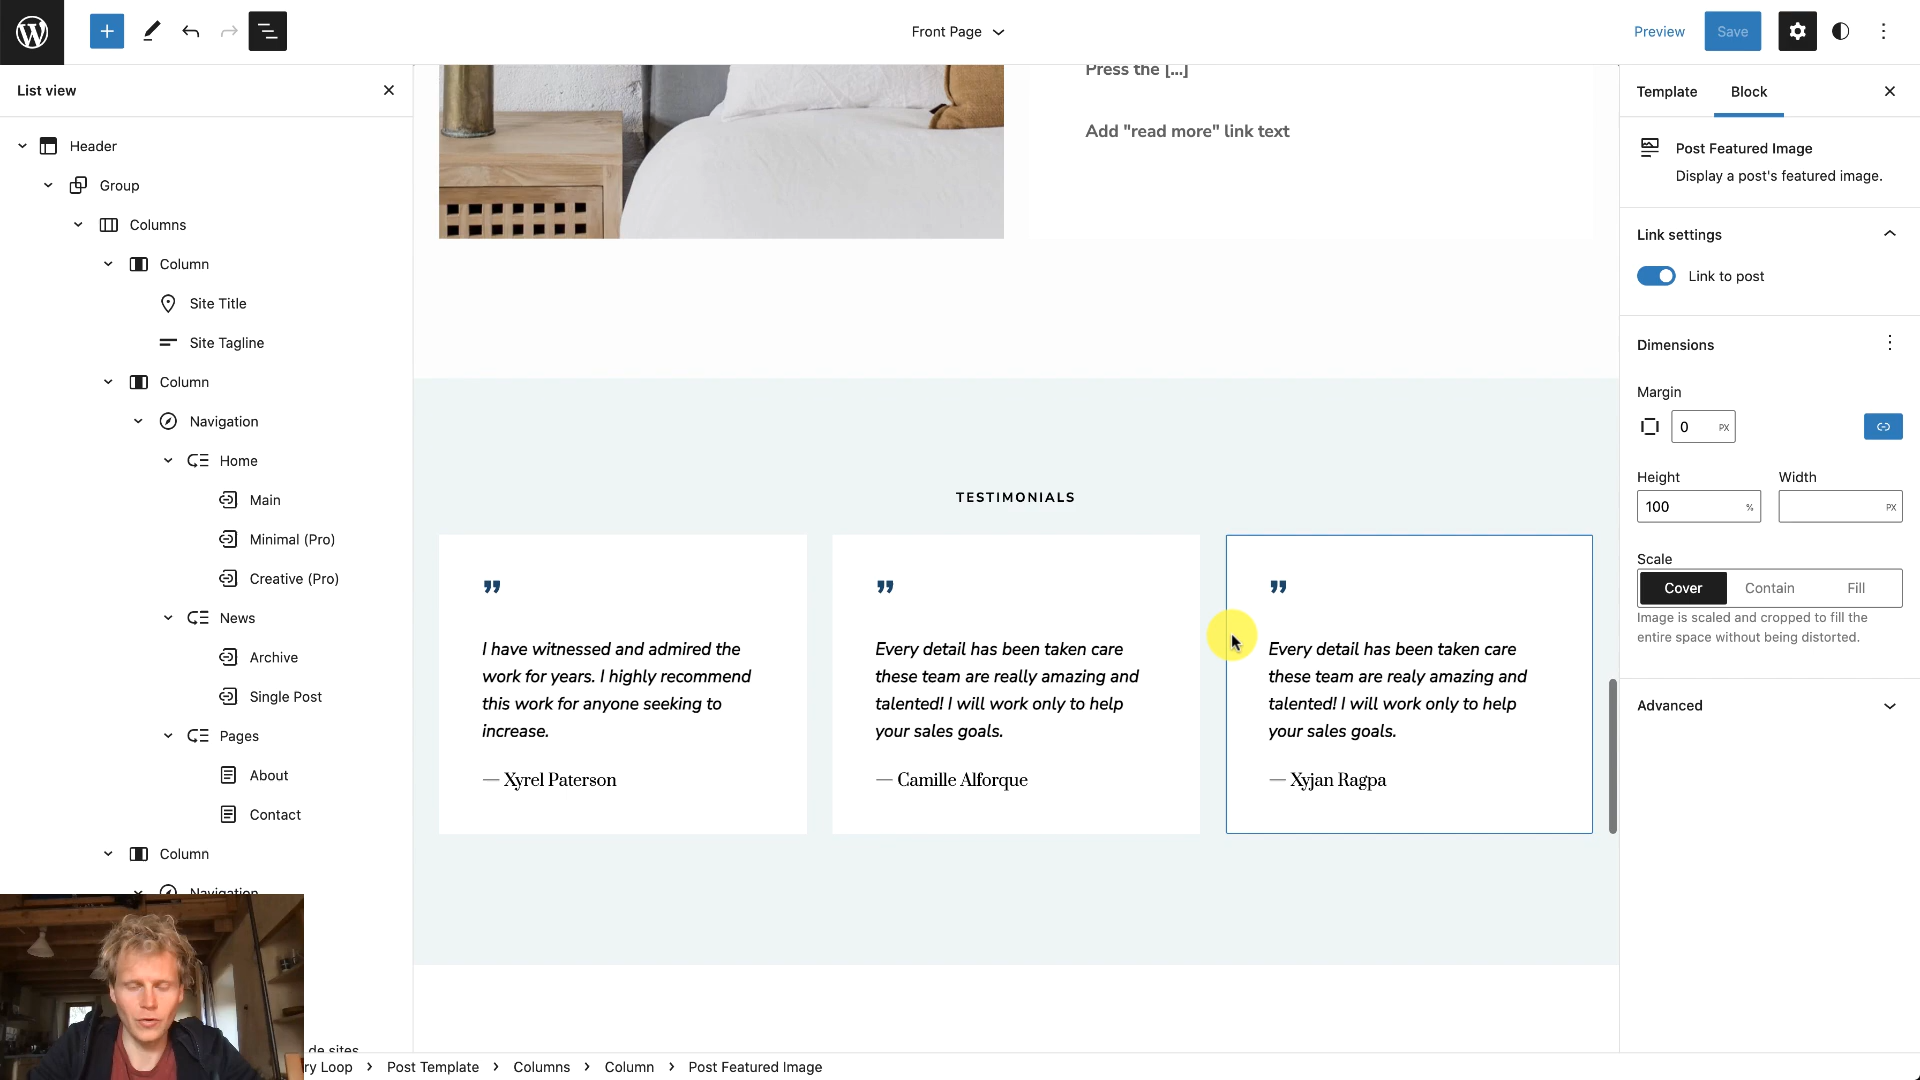 Front Page
Preview
Save
List view
Header
Group
Columns
Column
Site Title
Site Tagline
Column
Navigation
Home
Main
Minimal (Pro)
Creative (Pro)
News
Archive
Single Post
Pages
About
Contact
Column
Navigation
de sites
Press the [...]
Add "read more" link text
TESTIMONIALS
I have witnessed and admired the
work for years. I highly recommend
this work for anyone seeking to
increase.
— Xyrel Paterson
Every detail has been taken care
these team are really amazing and
talented! I will work only to help
your sales goals.
— Camille Alforque
Every detail has been taken care
these team are realy amazing and
talented! I will work only to help
your sales goals.
— Xyjan Ragpa
Template
Block
Post Featured Image
Display a post's featured image.
Link settings
Link to post
Dimensions
Margin
0 PX
Height
Width
100 %
PX
Scale
Cover
Contain
Fill
Image is scaled and cropped to fill the
entire space without being distorted.
Advanced
ry Loop > Post Template > Columns > Column > Post Featured Image